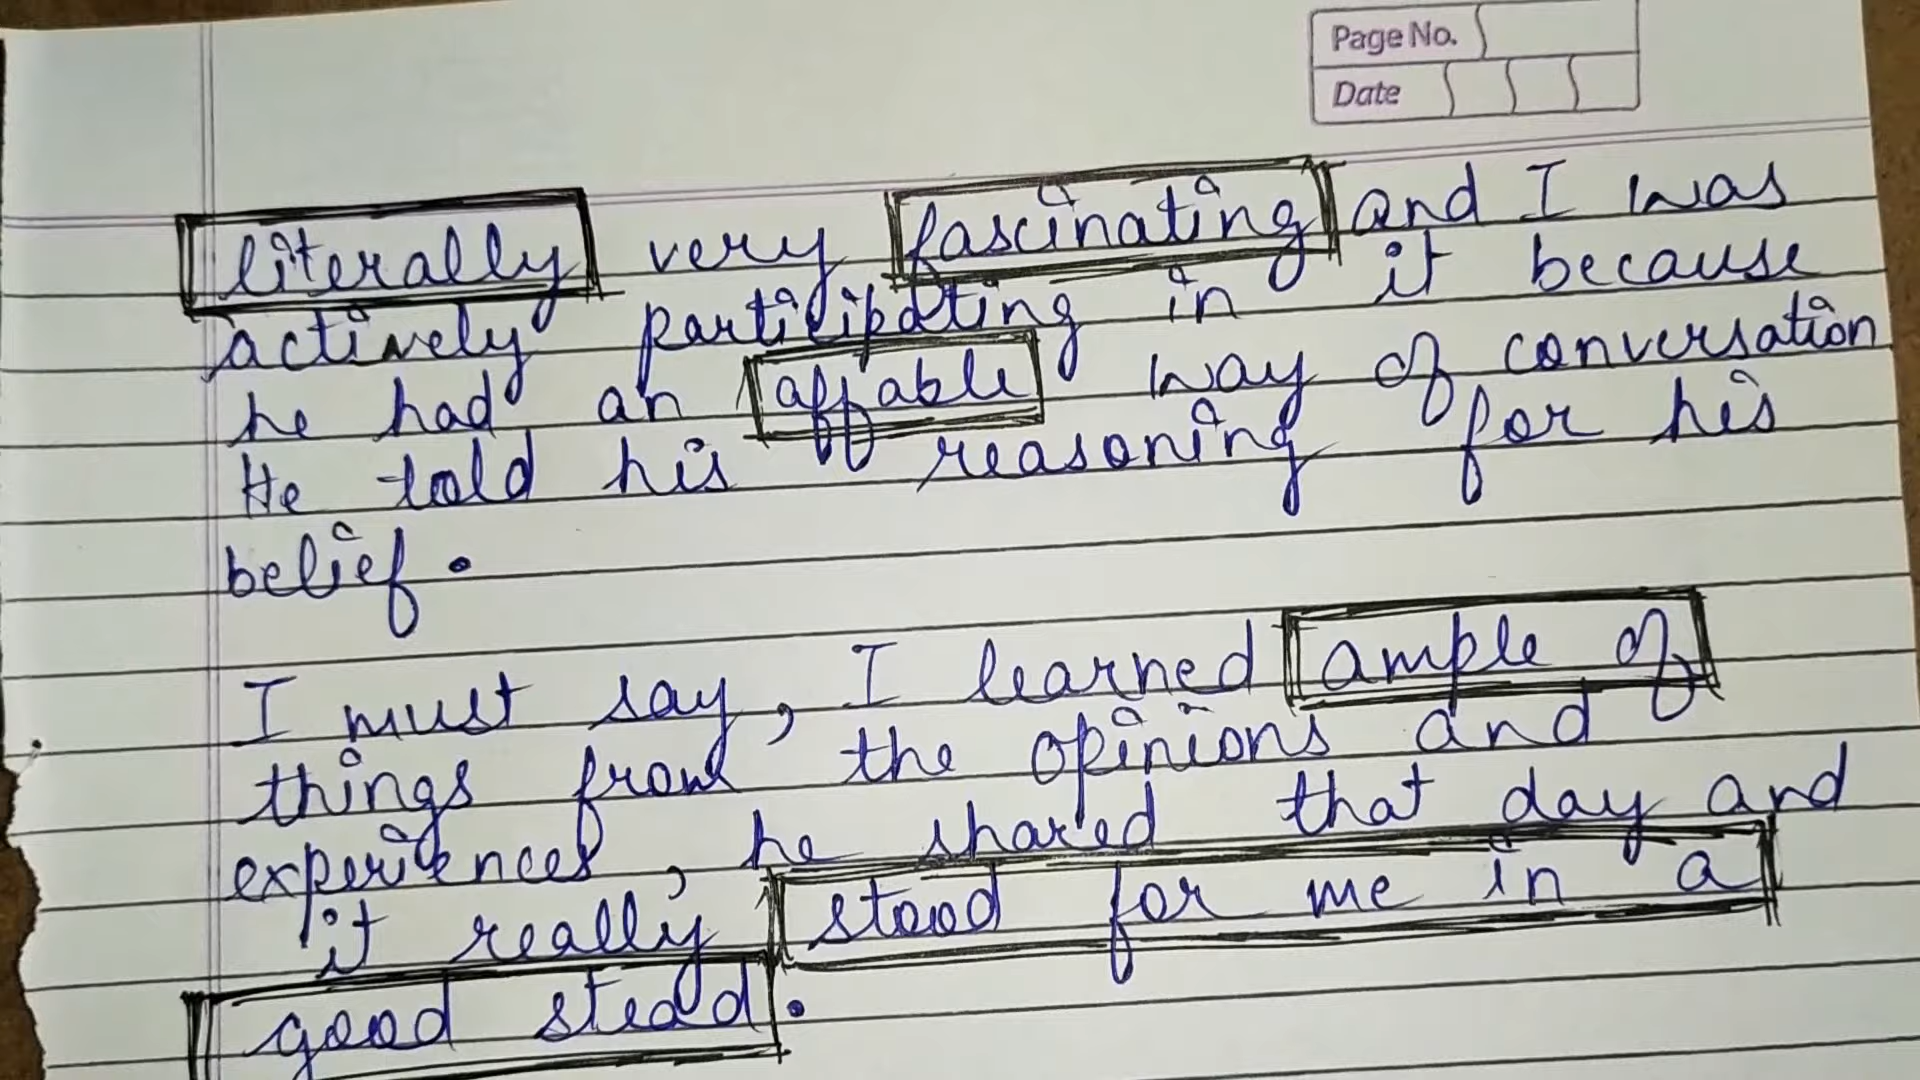 Page No.
Date
literally very fascinating and I was
actively participating in it because
he had an affable way of conversation
He told his reasoning for his
belief.
I must say, I learned ample of
things from the opinions and
experiences, he shared that day and
it really stood for me in a
good stead.